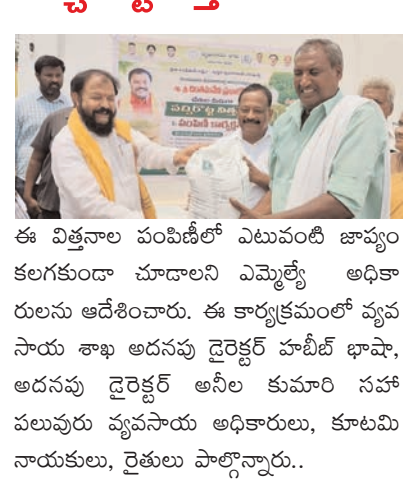 ఈ విత్తనాల పంపిణీలో ఎటువంటి జాప్యం
కలగకుండా చూడాలని ఎమ్మెల్యే అధికా
రులను ఆదేశించారు. ఈ కార్యక్రమంలో వ్యవ
సాయ శాఖ అదనపు డైరెక్టర్ హబీబ్ భాషా,
అదనపు డైరెక్టర్ అనీల కుమారి సహా
పలువురు వ్యవసాయ అధికారులు, కూటమి
నాయకులు, రైతులు పాల్గొన్నారు..